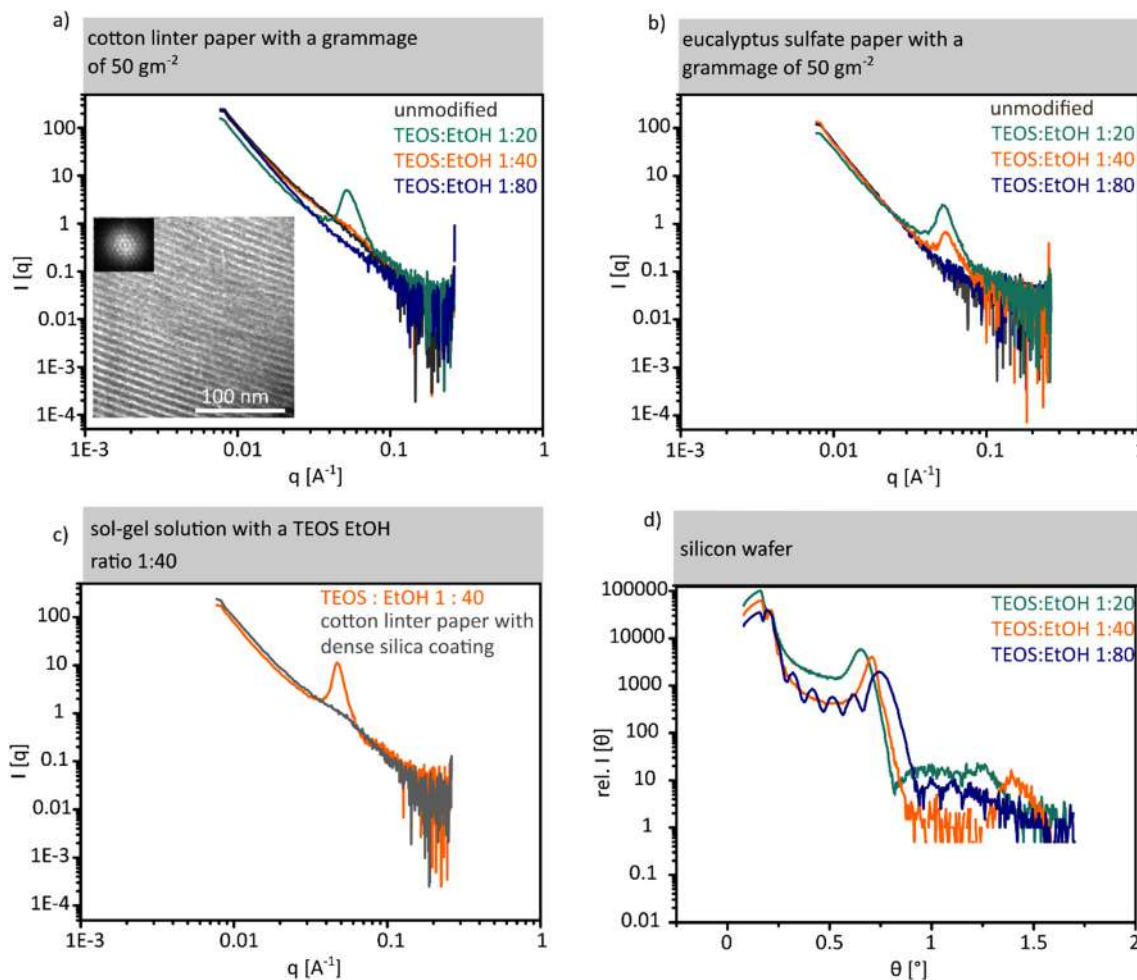 a)
cotton linter paper with a grammage
of 50 gm⁻²
unmodified
TEOS:EtOH 1:20
TEOS:EtOH 1:40
TEOS:EtOH 1:80
100
10
1
0.1
0.01
1E-3
1E-4
I [q]
100 nm
1E-3
0.01
0.1
1
q [A⁻¹]
b)
eucalyptus sulfate paper with a
grammage of 50 gm⁻²
unmodified
TEOS:EtOH 1:20
TEOS:EtOH 1:40
TEOS:EtOH 1:80
100
10
1
0.1
0.01
1E-3
1E-4
I [q]
1E-3
0.01
0.1
1
q [A⁻¹]
c)
sol-gel solution with a TEOS EtOH
ratio 1:40
TEOS : EtOH 1 : 40
cotton linter paper with
dense silica coating
100
10
1
0.1
0.01
1E-3
1E-4
I [q]
1E-3
0.01
0.1
1
q [A⁻¹]
d)
silicon wafer
TEOS:EtOH 1:20
TEOS:EtOH 1:40
TEOS:EtOH 1:80
100000
10000
1000
100
10
1
0.1
0.01
rel. I [θ]
0
0.5
1
1.5
2
θ [°]